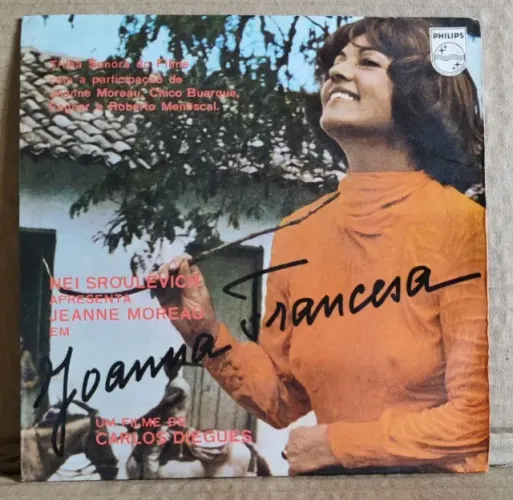 PHILIPS
Trilha Sonora do Filme
com a participação de
Jeanne Moreau, Chico Buarque,
Fagner e Roberto Menescal.
NEI SROULEVICH
APRESENTA
JEANNE MOREAU
EM
Joanna Francesa
UM FILME DE
CARLOS DIEGUES